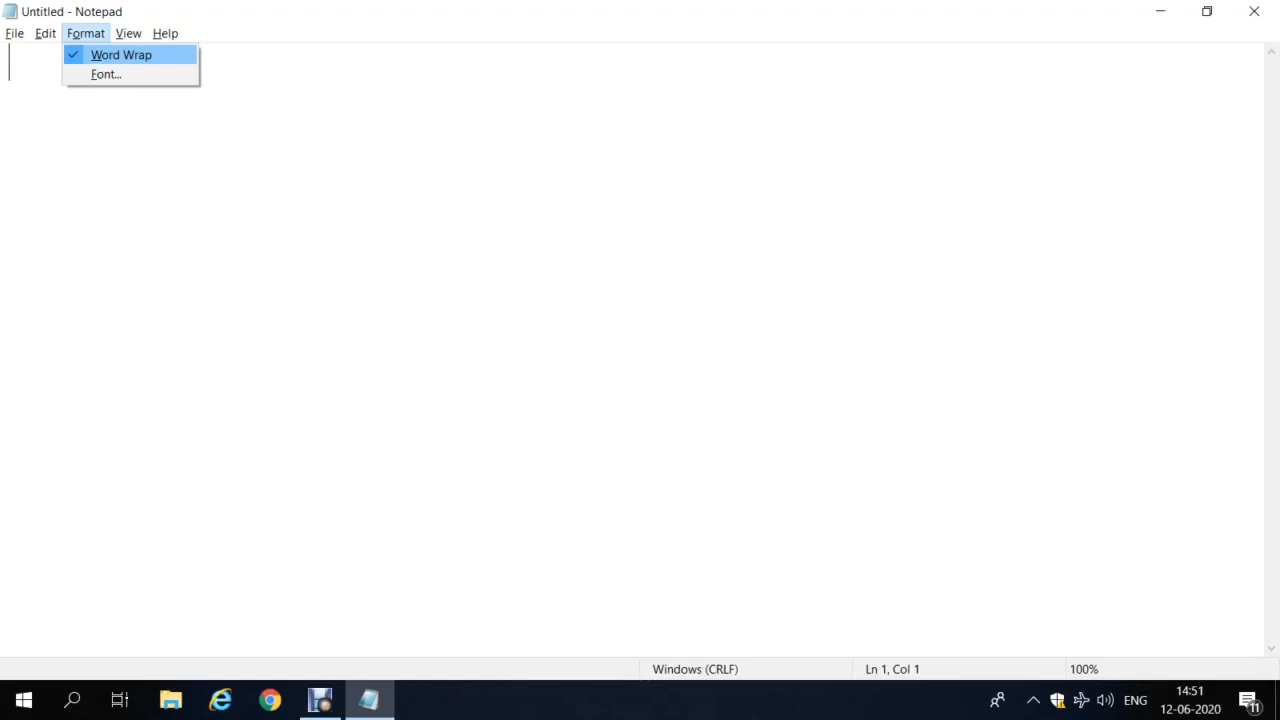 Untitled - Notepad
File Edit Format View Help
Word Wrap
Font...
Windows (CRLF) Ln 1, Col 1 100%
ENG
14:51
12-06-2020
11